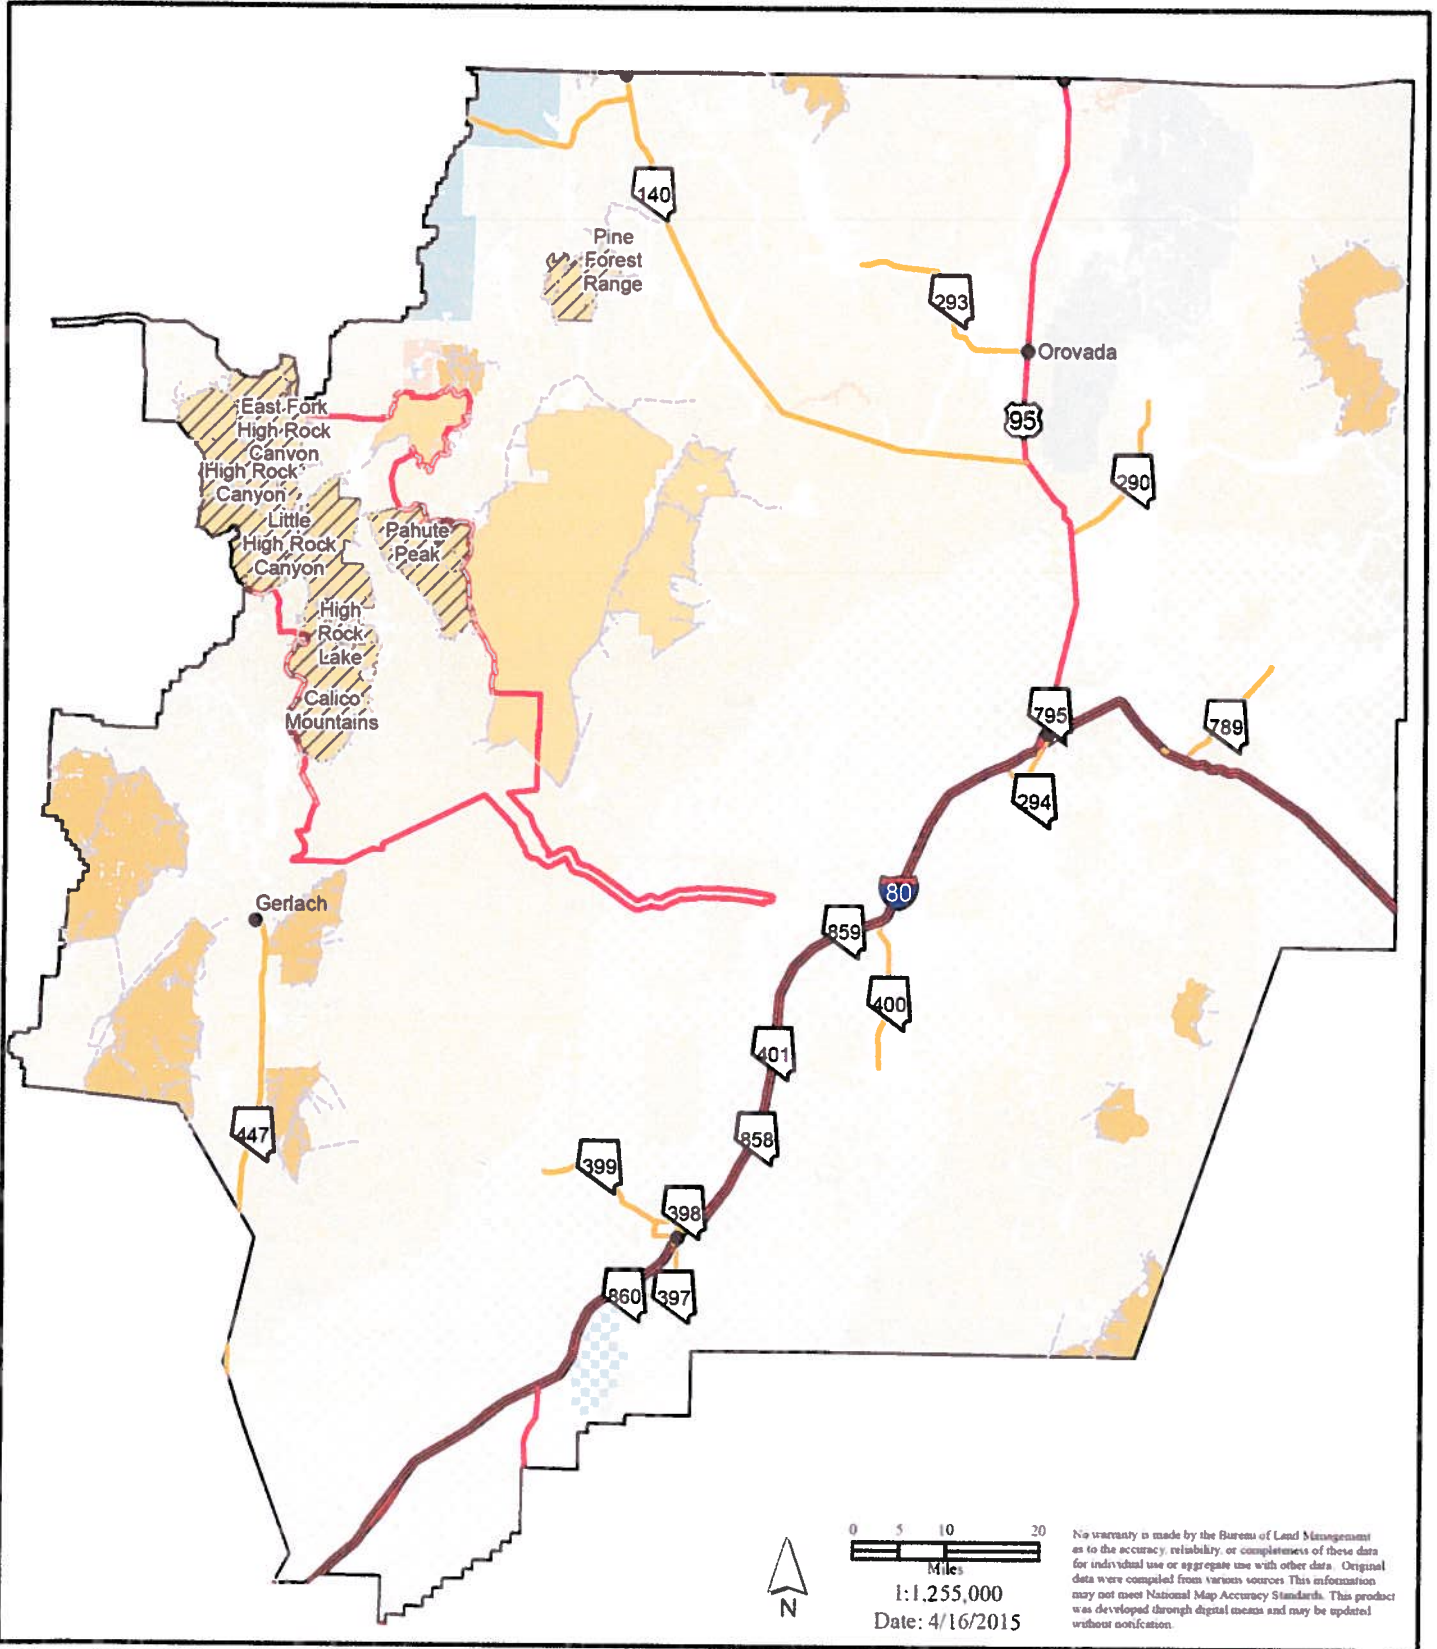 140
Pine
Forest
Range
293
Orovada
East Fork
High Rock
Canyon
High Rock
Canyon
Little
High Rock
Canyon
95
290
Pahute
Peak
High
Rock
Lake
Calico
Mountains
795
789
294
80
Gerlach
859
400
401
447
858
399
398
860
397
0 5 10 20
Miles
1:1,255,000
Date: 4/16/2015
N
No warranty is made by the Bureau of Land Management
as to the accuracy, reliability, or completeness of these data
for individual use or aggregate use with other data. Original
data were compiled from various sources This information
may not meet National Map Accuracy Standards. This product
was developed through digital means and may be updated
without notification.